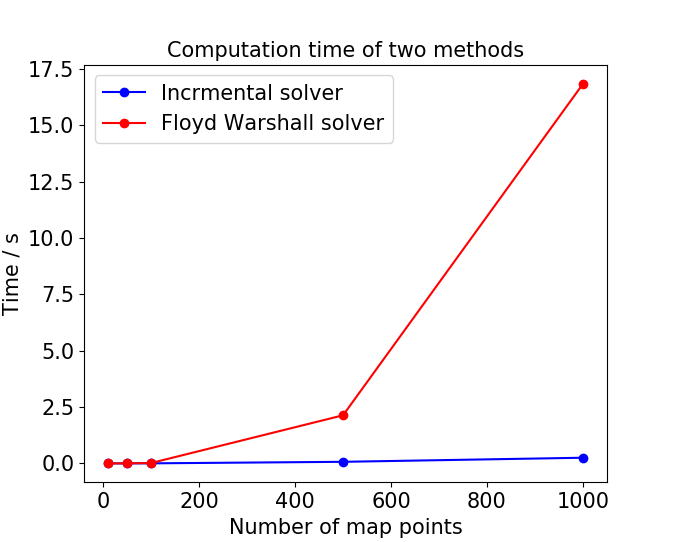 Computation time of two methods
17.5
15.0
12.5
10.0
7.5
5.0
2.5
0.0
Time / s
Incrmental solver
Floyd Warshall solver
0 200 400 600 800 1000
Number of map points